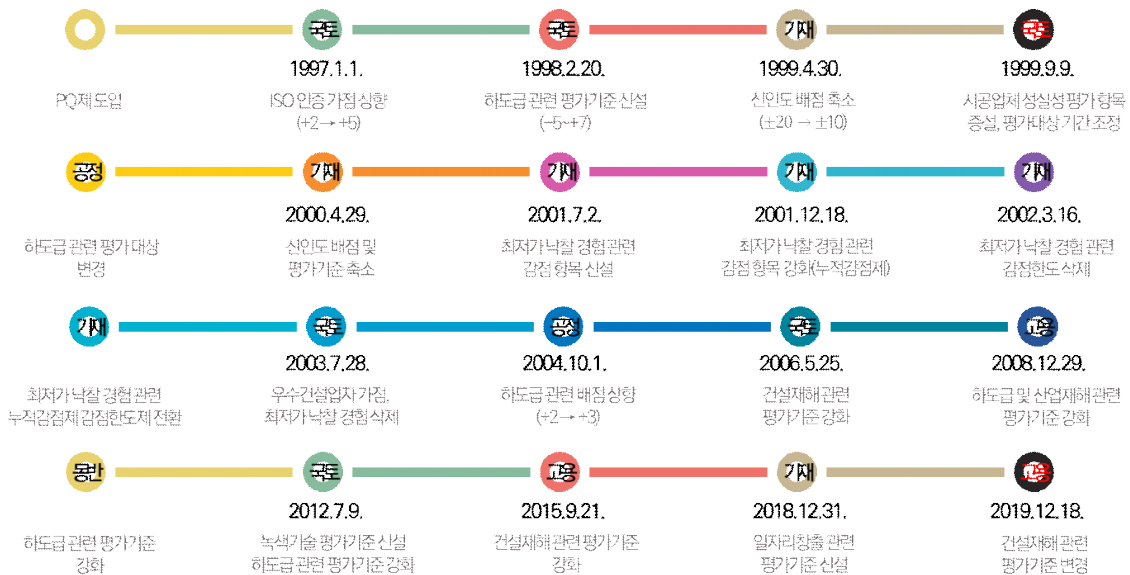 국토
국토
기재
국토
1997.1.1.
1998.2.20.
1999.4.30.
1999.9.9.
PQ제 도입
ISO 인증 가점 상향
(+2→ +5)
하도급 관련 평가기준 신설
(-5~+7)
신인도 배점 축소
(±20 → ±10)
시공업체 성실성 평가 항목
증설, 평가대상 기간 조정
공정
기재
기재
기재
기재
2000.4.29.
2001.7.2.
2001.12.18.
2002.3.16.
하도급 관련 평가 대상
변경
신인도 배점 및
평가기준 축소
최저가 낙찰 경험 관련
감점 항목 신설
최저가 낙찰 경험 관련
감점 항목 강화(누적감점제)
최저가 낙찰 경험 관련
감점한도 삭제
기재
국토
공정
국토
고용
2003.7.28.
2004.10.1.
2006.5.25.
2008.12.29.
최저가 낙찰 경험 관련
누적감점제 감점한도제 전환
우수건설업자 가점,
최저가 낙찰 경험 삭제
하도급 관련 배점 상향
(+2→ +3)
건설재해 관련
평가기준 강화
하도급 및 산업재해 관련
평가기준 강화
동반
국토
고용
기재
고용
2012.7.9.
2015.9.21.
2018.12.31.
2019.12.18.
하도급 관련 평가기준
강화
녹색기술 평가기준 신설
하도급 관련 평가기준 강화
건설재해 관련 평가기준
강화
일자리창출 관련
평가기준 신설
건설재해 관련
평가기준 변경